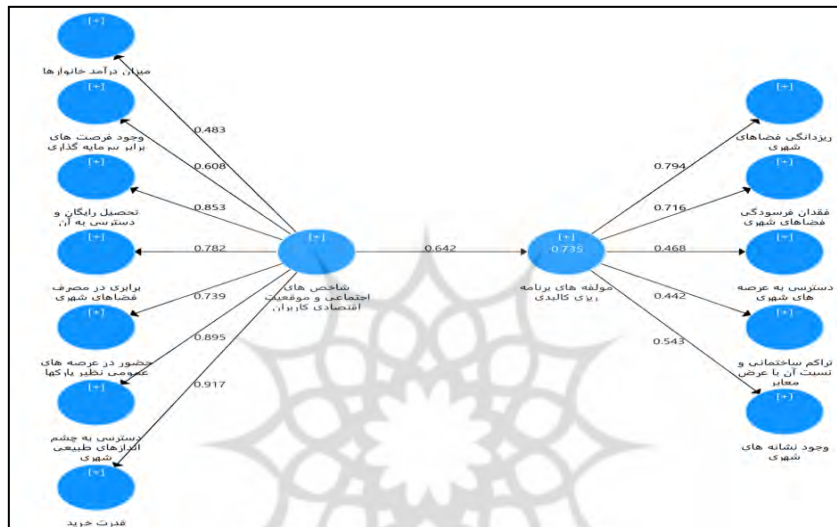 [+]
میزان درآمد خانوارها
[+]
وجود فرصت های
برابر سرمایه گذاری
[+]
تحصیل رایگان و
دسترسی به آن
[+]
برابری در مصرف
فضاهای شهری
[+]
حضور در عرصه های
عمومی نظیر پارکها
[+]
دسترسی به چشم
اندازهای طبیعی
شهری
[+]
قدرت خرید
0.483
0.608
0.853
0.782
0.739
0.895
0.917
[+]
شاخص های
اجتماعی و موقعیت
اقتصادی کاربران
0.642
[+]
0.735
مولفه های برنامه
ریزی کالبدی
0.794
0.716
0.468
0.442
0.543
[+]
ریزدانگی فضاهای
شهری
[+]
فقدان فرسودگی
فضاهای شهری
[+]
دسترسی به عرصه
های شهری
[+]
تراکم ساختمانی و
نسبت آن با عرض
معابر
[+]
وجود نشانه های
شهری